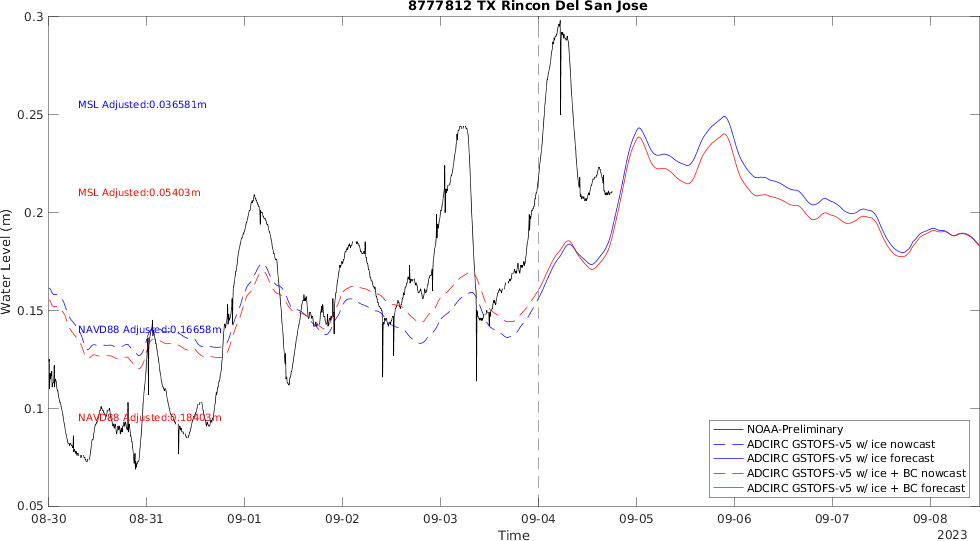 8777812 TX Rincon Del San Jose
0.3
0.25
0.2
0.15
0.1
0.05
Water Level (m)
MSL Adjusted:0.036581m
MSL Adjusted:0.05403m
NAVD88 Adjusted:0.16658m
NAVD88 Adjusted:0.18403m
NOAA-Preliminary
ADCIRC GSTOFS-v5 w/ ice nowcast
ADCIRC GSTOFS-v5 w/ ice forecast
ADCIRC GSTOFS-v5 w/ ice + BC nowcast
ADCIRC GSTOFS-v5 w/ ice + BC forecast
08-30 08-31 09-01 09-02 09-03 09-04 09-05 09-06 09-07 09-08
Time
2023